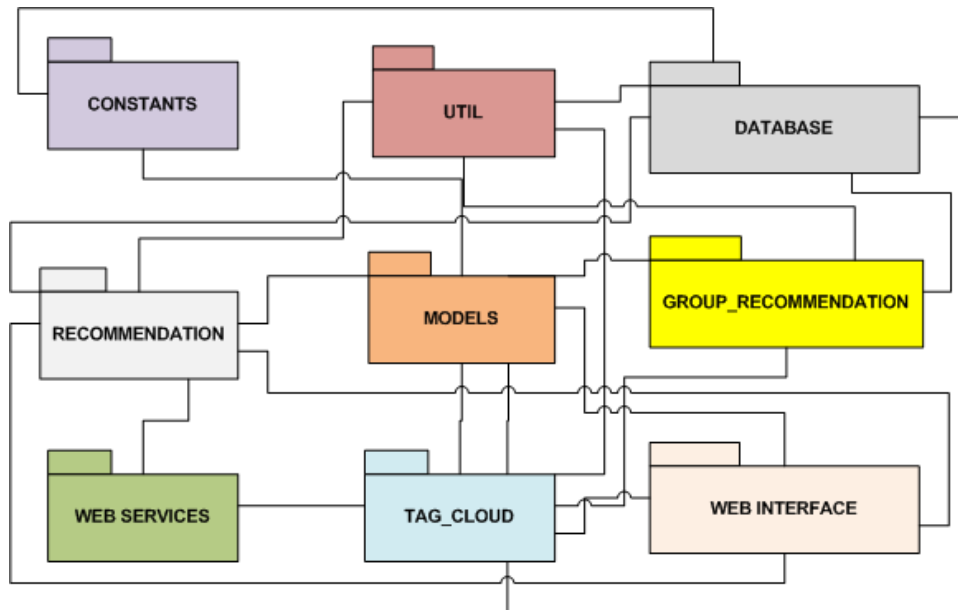 CONSTANTS
UTIL
DATABASE
RECOMMENDATION
MODELS
GROUP_RECOMMENDATION
WEB SERVICES
TAG_CLOUD
WEB INTERFACE